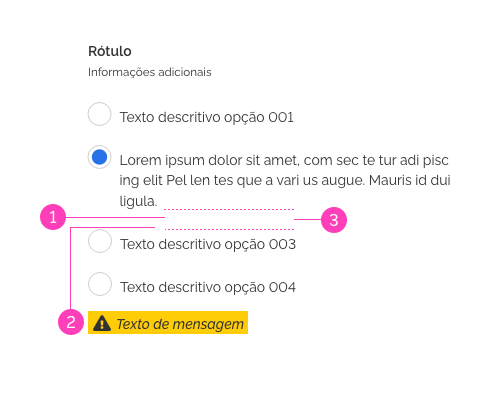 Rótulo
Informações adicionais
Texto descritivo opção 001
Lorem ipsum dolor sit amet, com sec te tur adi pisc
ing elit Pel len tes que a vari us augue. Mauris id dui
ligula.
1
3
Texto descritivo opção 003
Texto descritivo opção 004
2
Texto de mensagem